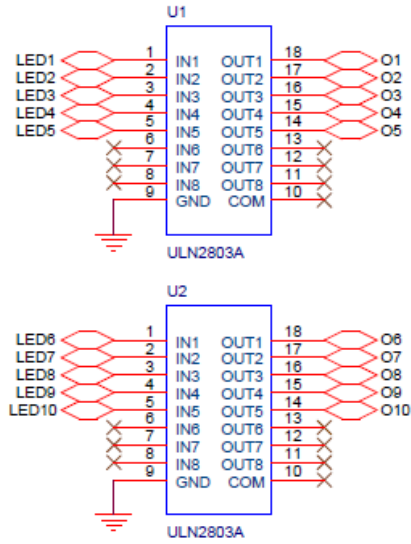 U1
LED1 1 IN1 OUT1 18 O1
LED2 2 IN2 OUT2 17 O2
LED3 3 IN3 OUT3 16 O3
LED4 4 IN4 OUT4 15 O4
LED5 5 IN5 OUT5 14 O5
6 IN6 OUT6 13
7 IN7 OUT7 12
8 IN8 OUT8 11
9 GND COM 10
ULN2803A
U2
LED6 1 IN1 OUT1 18 O6
LED7 2 IN2 OUT2 17 O7
LED8 3 IN3 OUT3 16 O8
LED9 4 IN4 OUT4 15 O9
LED10 5 IN5 OUT5 14 O10
6 IN6 OUT6 13
7 IN7 OUT7 12
8 IN8 OUT8 11
9 GND COM 10
ULN2803A